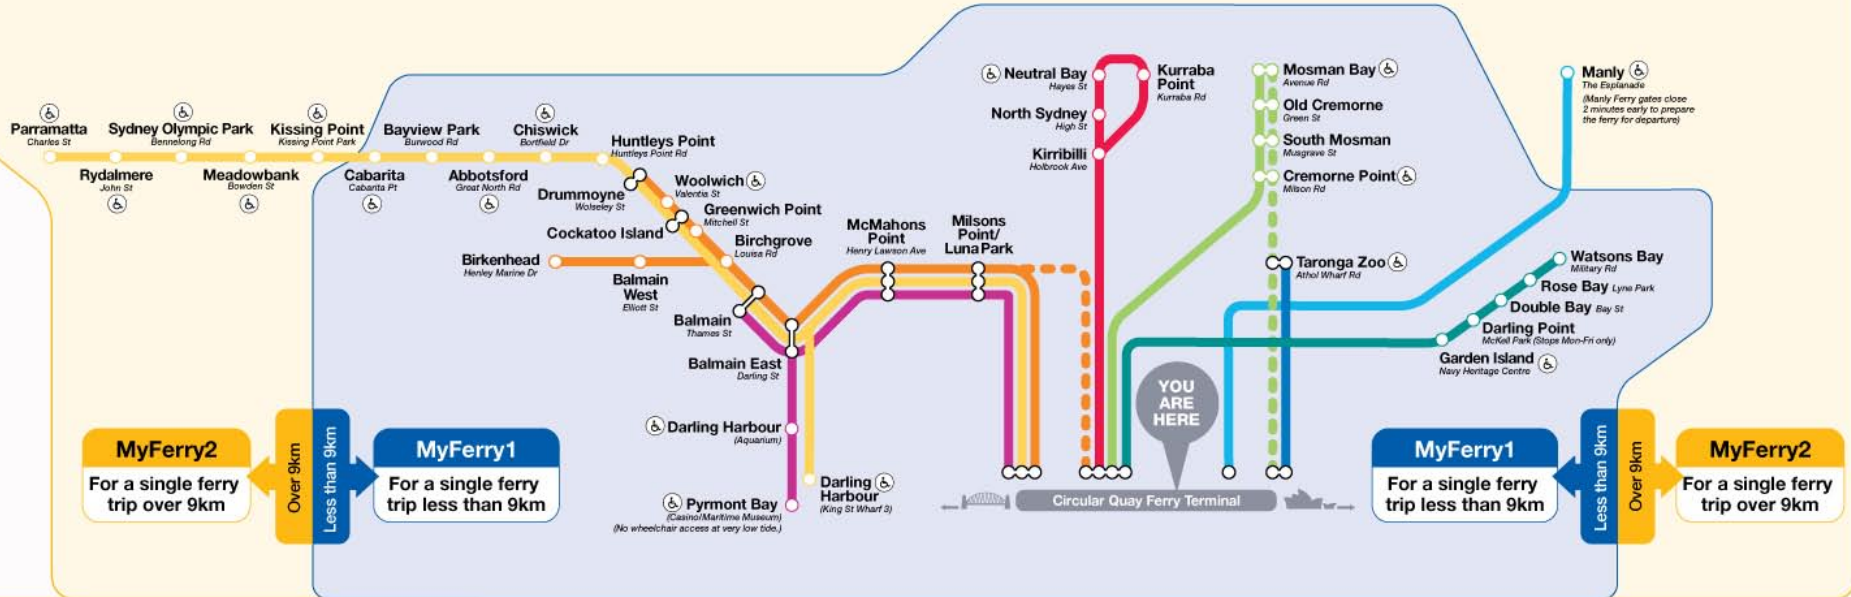 Parramatta
Charles St
Rydalmere
John St
Sydney Olympic Park
Bennelong Rd
Meadowbank
Bowden St
Kissing Point
Kissing Point Park
Cabarita
Cabarita Pt
Bayview Park
Burwood Rd
Abbotsford
Great North Rd
Chiswick
Bortfield Dr
Huntleys Point
Huntleys Point Rd
Drummoyne
Wolseley St
Woolwich
Valentia St
Cockatoo Island
Greenwich Point
Mitchell St
Birchgrove
Louisa Rd
Birkenhead
Henley Marine Dr
Balmain
West
Elliott St
Balmain
Thames St
Balmain East
Darling St
Darling Harbour
(Aquarium)
Pyrmont Bay
(Casino/Maritime Museum)
(No wheelchair access at very low tide.)
Darling
Harbour
(King St Wharf 3)
McMahons
Point
Henry Lawson Ave
Milsons
Point/
Luna Park
Neutral Bay
Hayes St
Kurraba
Point
Kurraba Rd
North Sydney
High St
Kirribilli
Holbrook Ave
Mosman Bay
Avenue Rd
Old Cremorne
Green St
South Mosman
Musgrave St
Cremorne Point
Milson Rd
Taronga Zoo
Athol Wharf Rd
Manly
The Esplanade
(Manly Ferry gates close
2 minutes early to prepare
the ferry for departure)
Watsons Bay
Military Rd
Rose Bay Lyne Park
Double Bay Bay St
Darling Point
McKell Park (Stops Mon-Fri only)
Garden Island
Navy Heritage Centre
YOU
ARE
HERE
Circular Quay Ferry Terminal
MyFerry2
For a single ferry
trip over 9km
Over 9km
Less than 9km
MyFerry1
For a single ferry
trip less than 9km
MyFerry1
For a single ferry
trip less than 9km
Less than 9km
Over 9km
MyFerry2
For a single ferry
trip over 9km